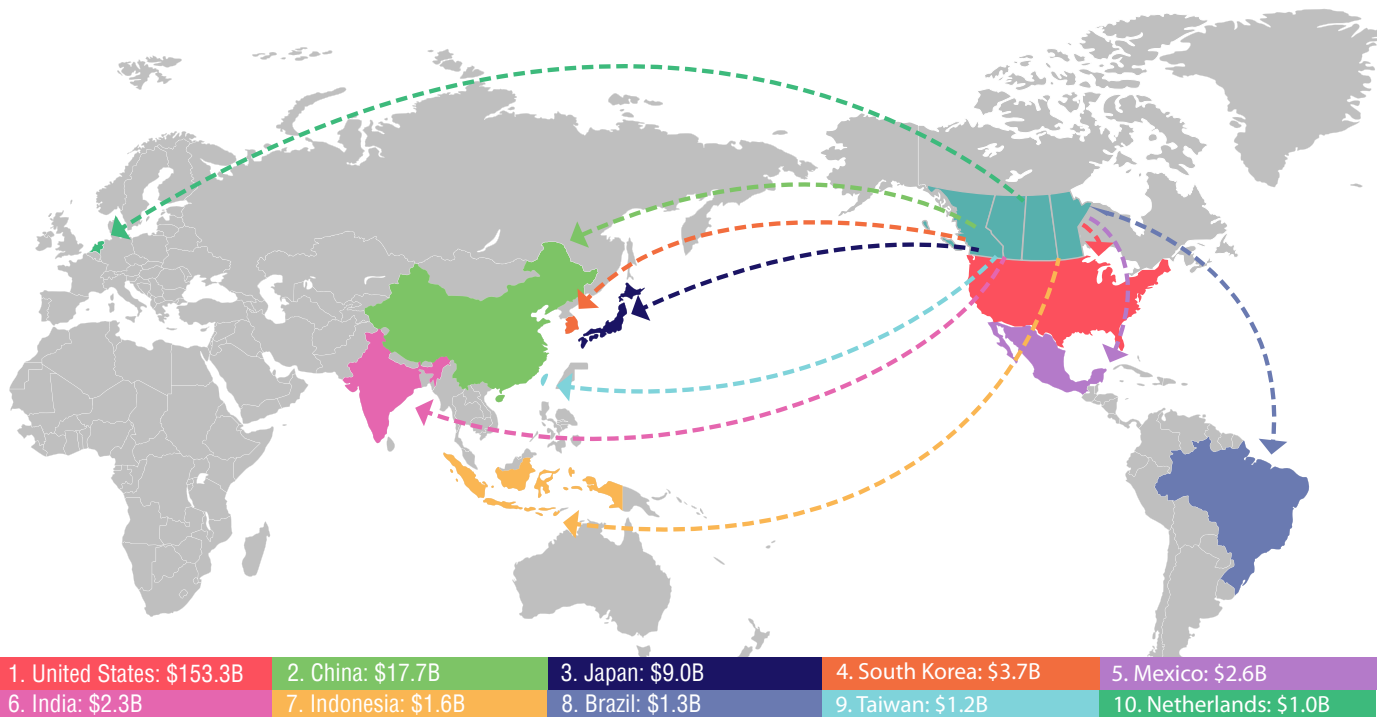 1. United States: $153.3B
2. China: $17.7B
3. Japan: $9.0B
4. South Korea: $3.7B
5. Mexico: $2.6B
6. India: $2.3B
7. Indonesia: $1.6B
8. Brazil: $1.3B
9. Taiwan: $1.2B
10. Netherlands: $1.0B